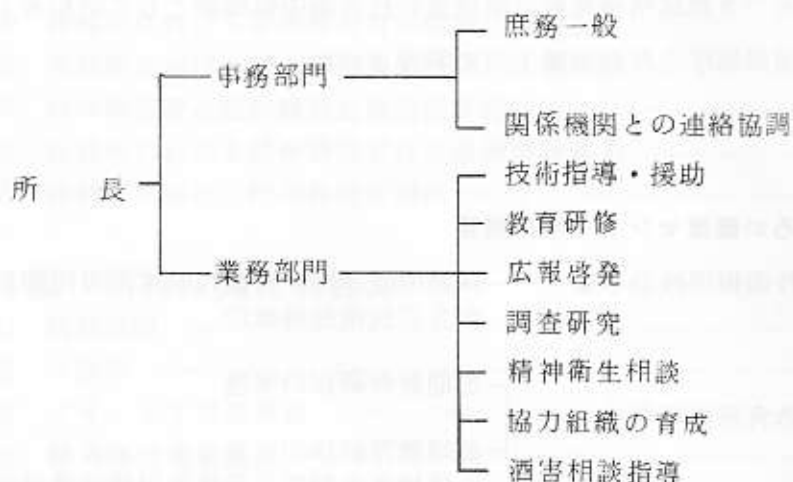 庶務一般
事務部門
関係機関との連絡協調
所長
技術指導・援助
教育研修
業務部門
広報啓発
調査研究
精神衛生相談
協力組織の育成
酒害相談指導